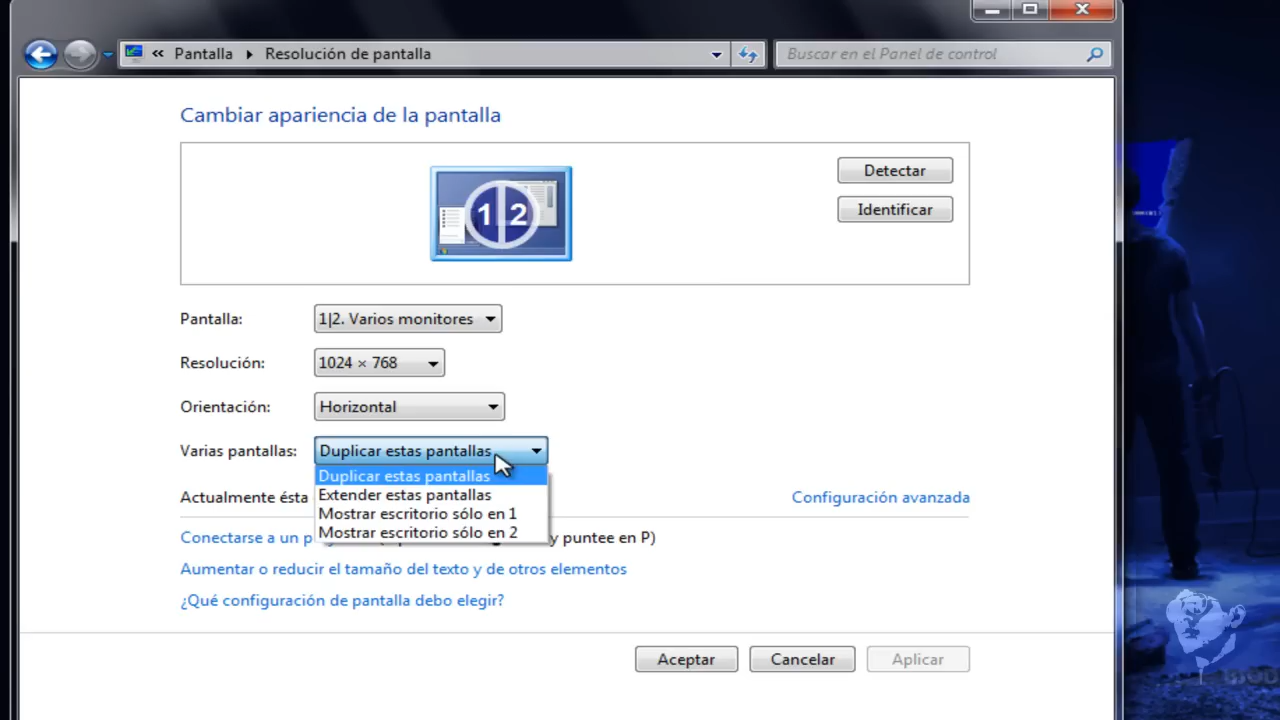 « Pantalla ▸ Resolución de pantalla
Buscar en el Panel de control
Cambiar apariencia de la pantalla
1|2
Detectar
Identificar
Pantalla: 1|2. Varios monitores
Resolución: 1024 × 768
Orientación: Horizontal
Varias pantallas: Duplicar estas pantallas
Duplicar estas pantallas
Extender estas pantallas
Mostrar escritorio sólo en 1
Mostrar escritorio sólo en 2
Actualmente ésta
Configuración avanzada
Conectarse a un y puntee en P)
Aumentar o reducir el tamaño del texto y de otros elementos
¿Qué configuración de pantalla debo elegir?
Aceptar
Cancelar
Aplicar